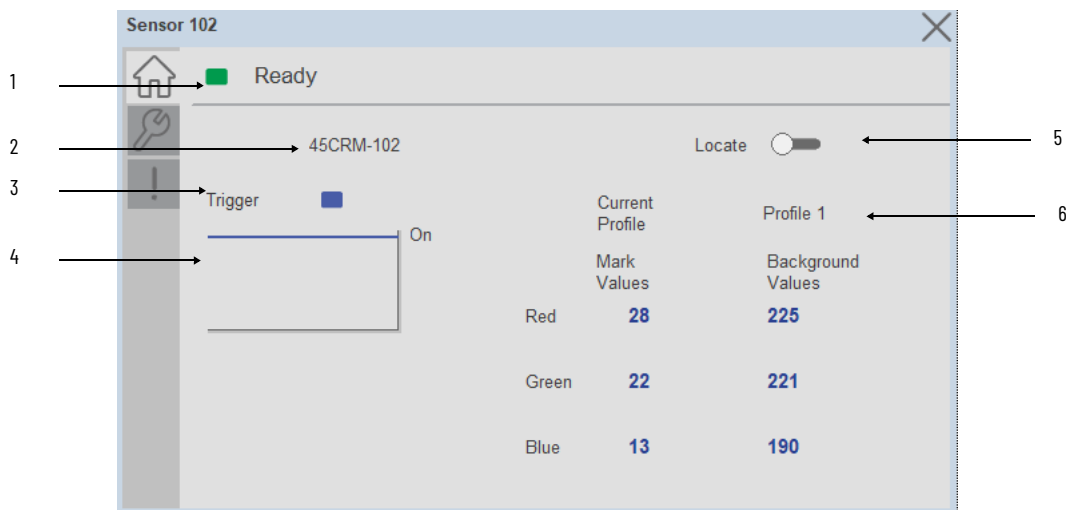 Sensor 102
1
Ready
2
45CRM-102
Locate
5
3
Trigger
Current
Profile
Profile 1
6
On
4
Mark
Values
Background
Values
Red 28 225
Green 22 221
Blue 13 190